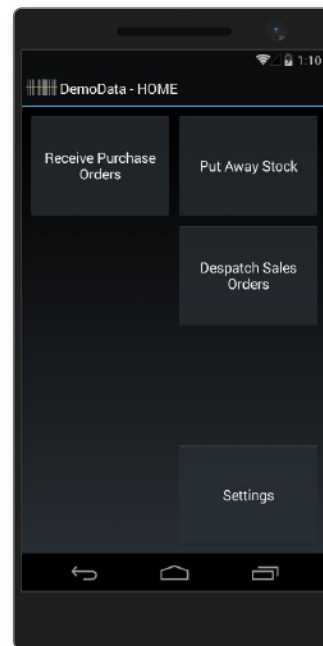 1:10
DemoData - HOME
Receive Purchase
Orders
Put Away Stock
Despatch Sales
Orders
Settings